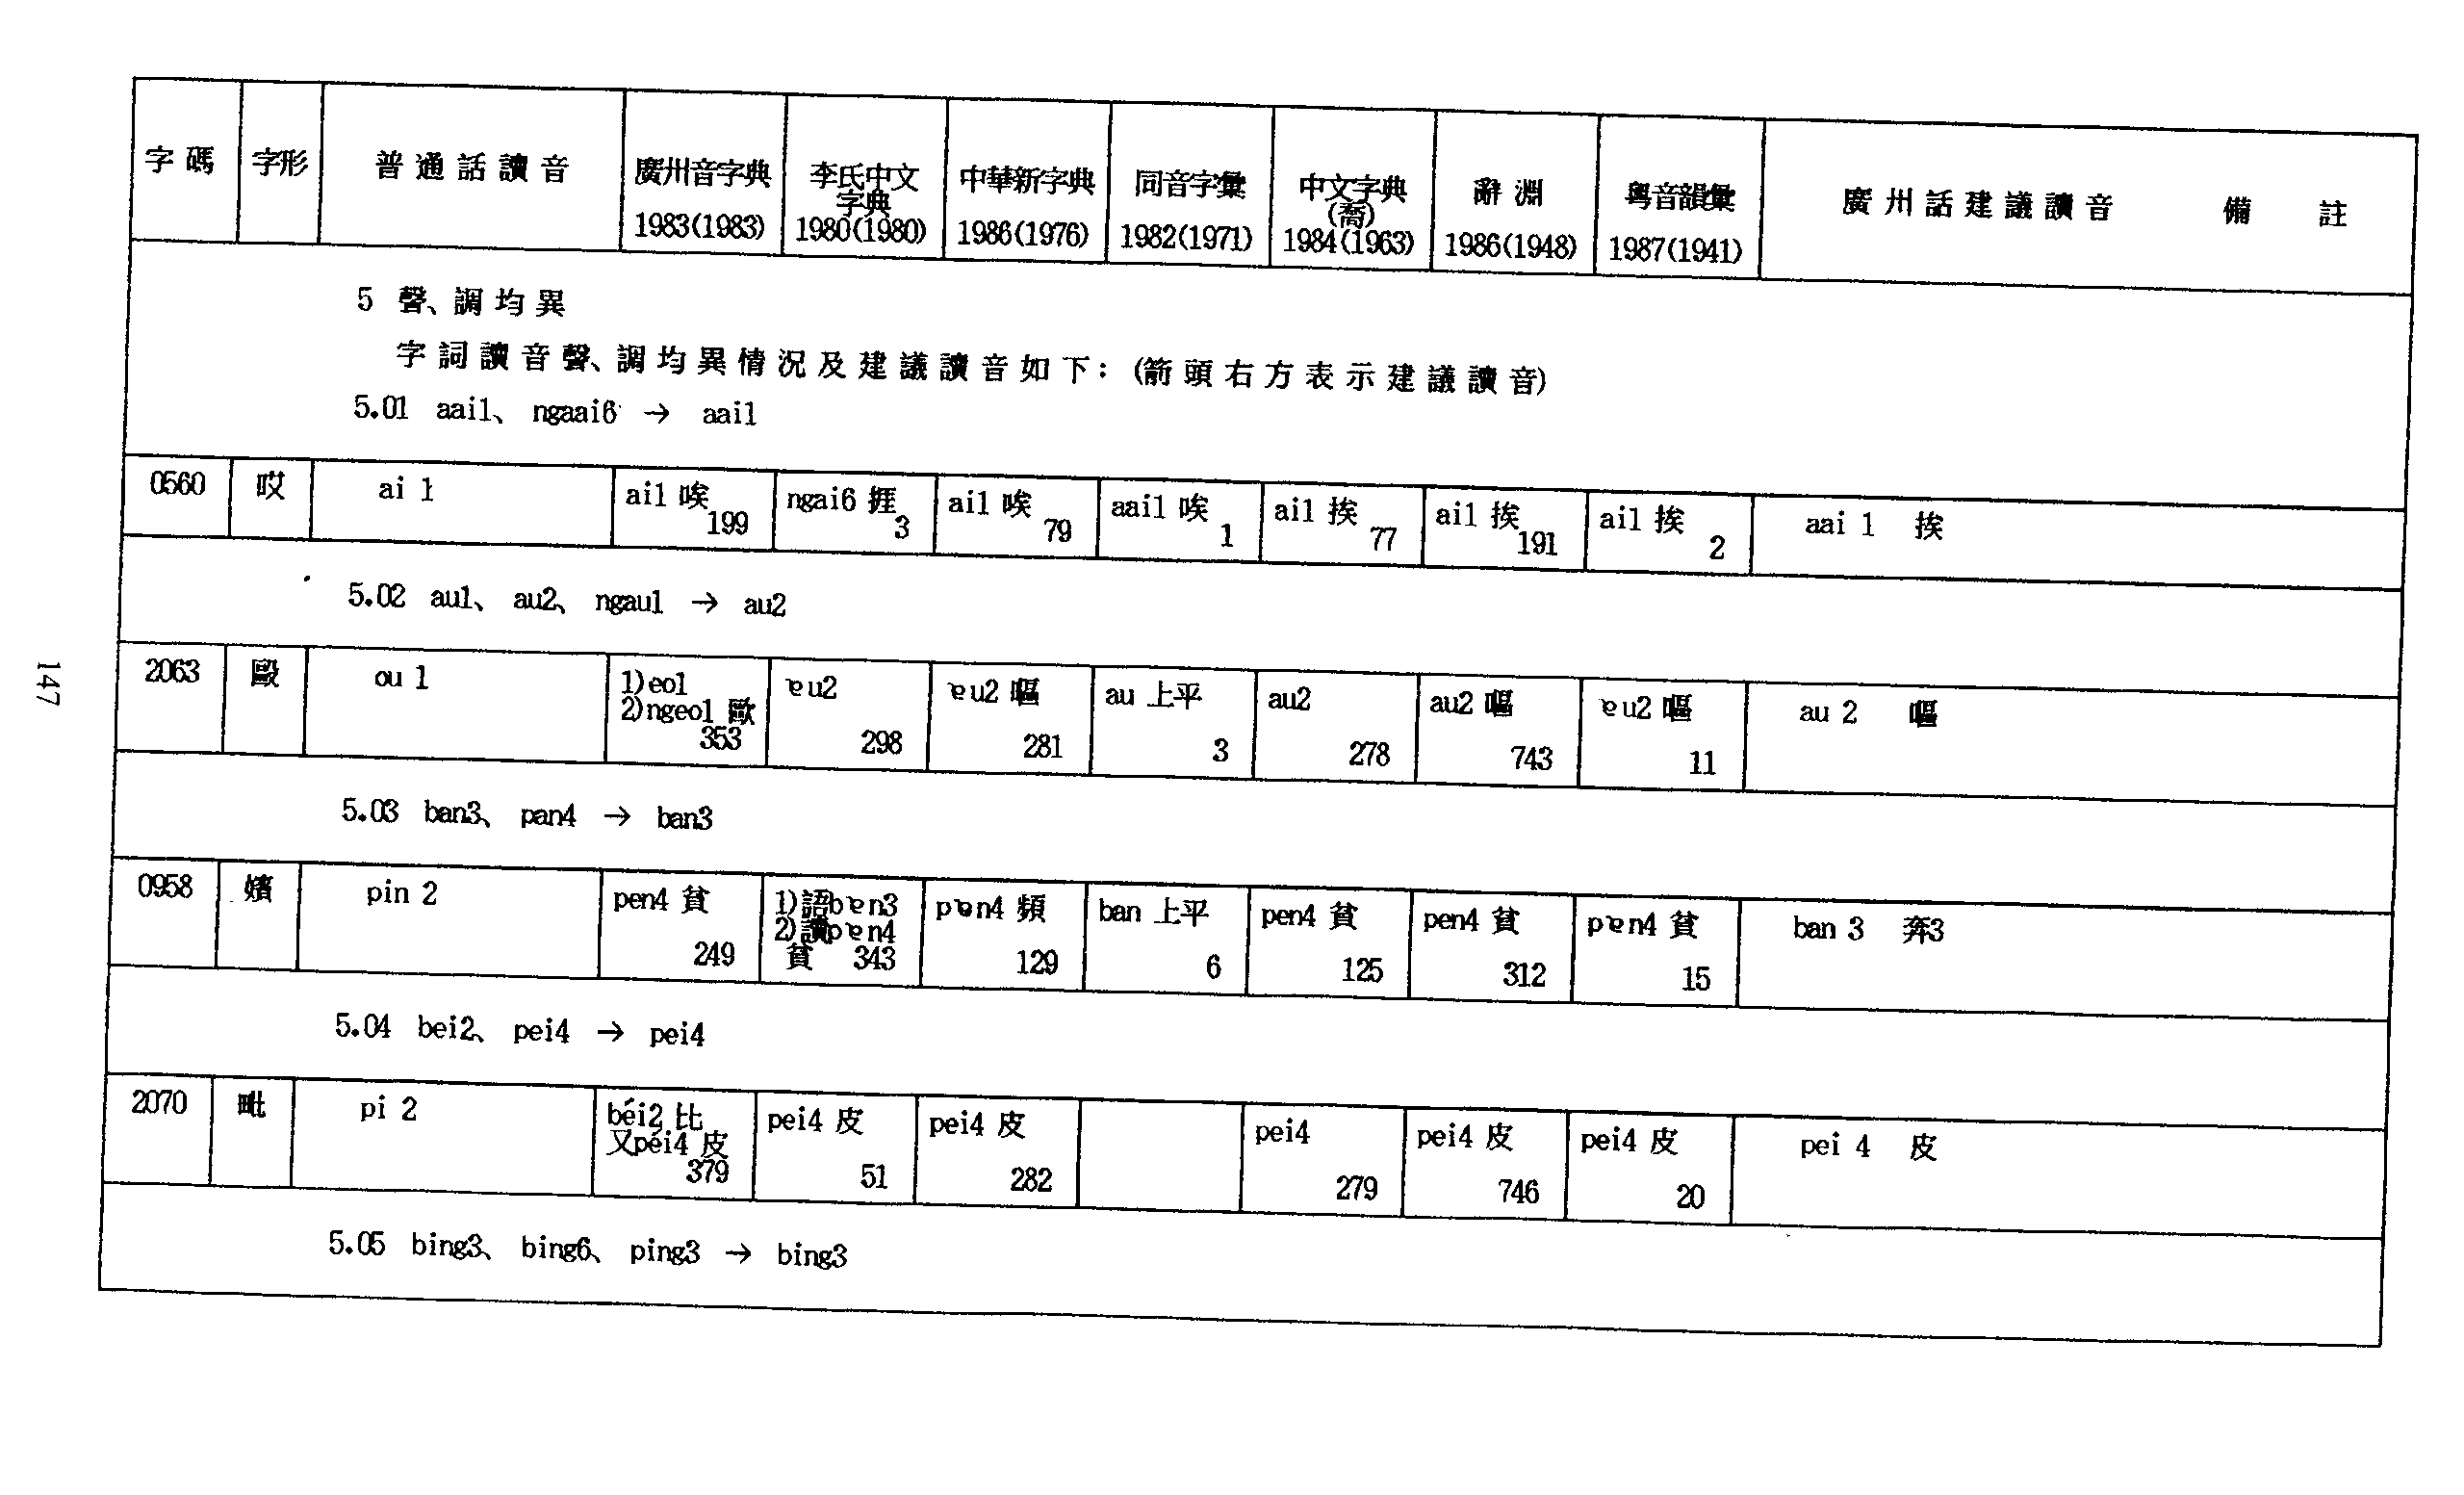 字碼 字形 普通話讀音 廣州音字典 1983(1983) 李氏中文字典 1980(1980) 中華新字典 1986(1976) 同音字彙 1982(1971) 中文字典(喬) 1984(1963) 辭淵 1986(1948) 粵音韻彙 1987(1941) 廣州話建議讀音 備註
5 聲、調均異
字詞讀音聲、調均異情況及建議讀音如下：(箭頭右方表示建議讀音)
5.01 aai1、 ngaai6 → aai1
0560 哎 ai 1 ai1 唉 199 ngai6 捱 3 ai1 唉 79 aai1 唉 1 ai1 挨 77 ai1 挨 191 ai1 挨 2 aai 1 挨
5.02 au1、 au2、 ngau1 → au2
2063 毆 ou 1 1)eo1 2)ngeo1 歐 353 ɐu2 298 ɐu2 嘔 281 au 上平 3 au2 278 au2 嘔 743 ɐu2 嘔 11 au 2 嘔
5.03 ban3、 pan4 → ban3
0958 嬪 pin 2 pen4 貧 249 1)語bɐn3 2)讀pɐn4 貧 343 pɐn4 頻 129 ban 上平 6 pen4 貧 125 pen4 貧 312 pɐn4 貧 15 ban 3 奔3
5.04 bei2、 pei4 → pei4
2070 毗 pi 2 béi2 比 又péi4 皮 379 pei4 皮 51 pei4 皮 282 pei4 279 pei4 皮 746 pei4 皮 20 pei 4 皮
5.05 bing3、 bing6、 ping3 → bing3
147